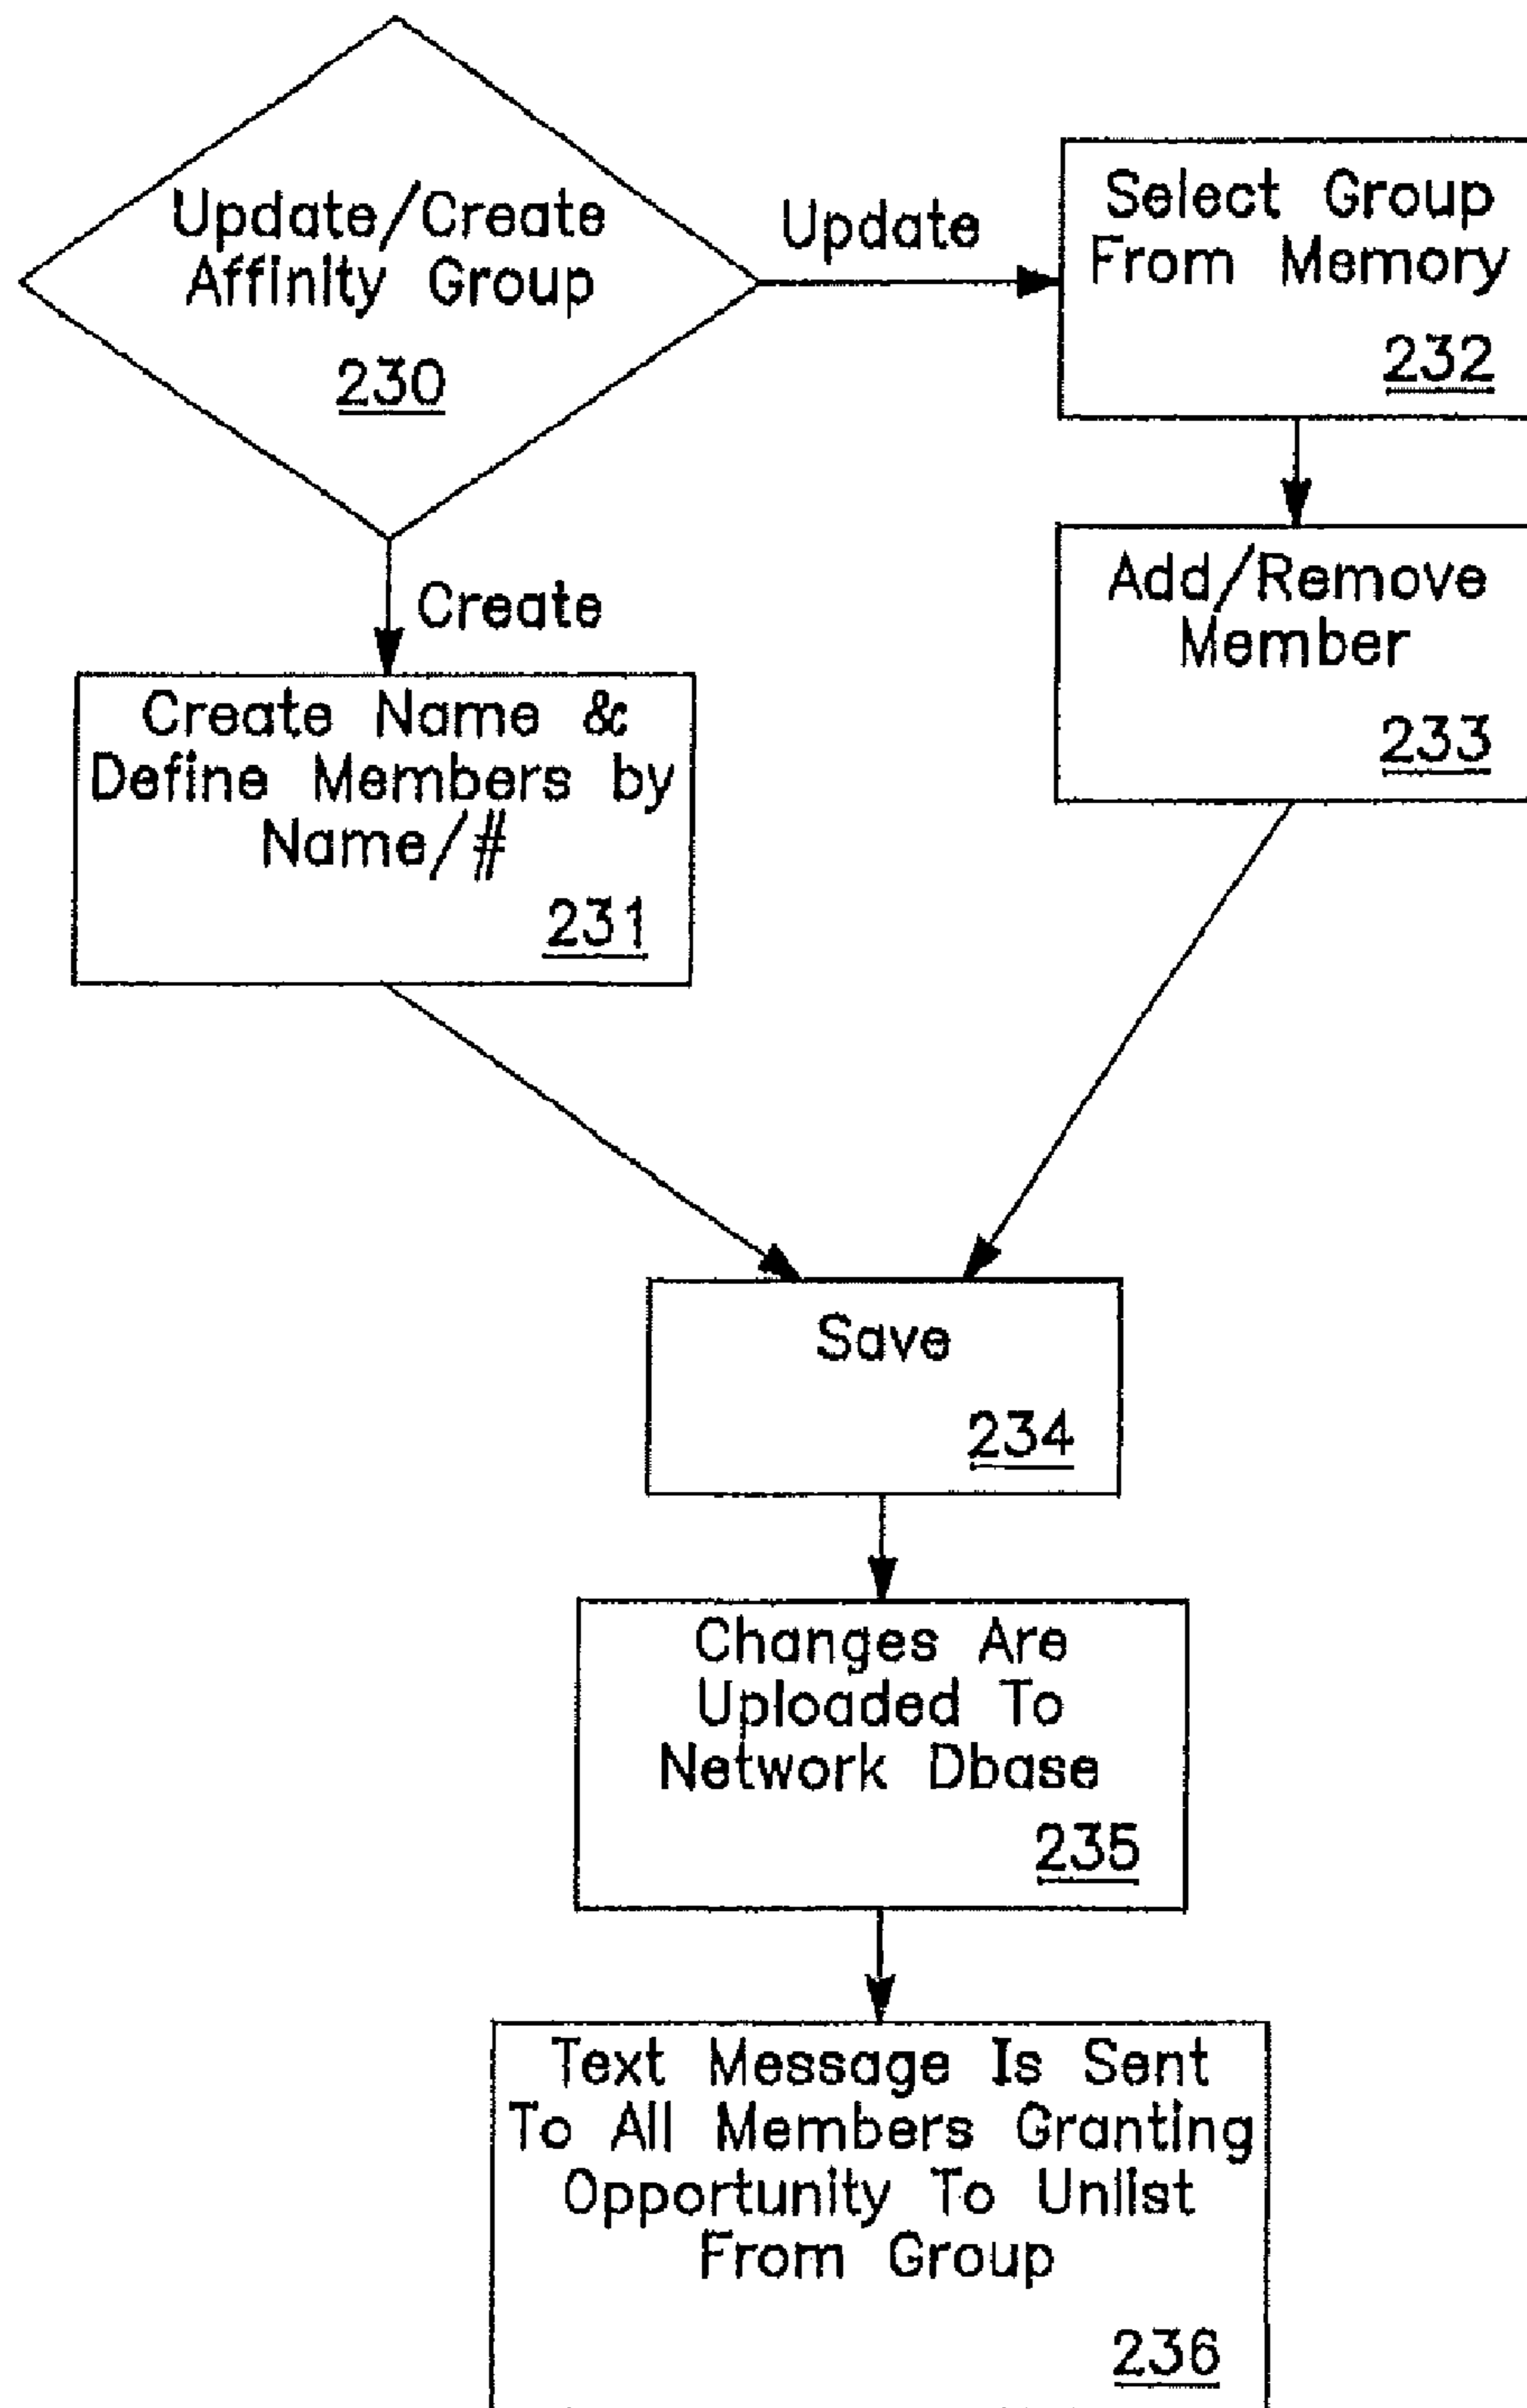 Update/Create
Affinity Group
230
Update
Select Group
From Memory
232
Create
Add/Remove
Member
233
Create Name &
Define Members by
Name/#
231
Save
234
Changes Are
Uploaded To
Network Dbase
235
Text Message Is Sent
To All Members Granting
Opportunity To Unlist
From Group
236